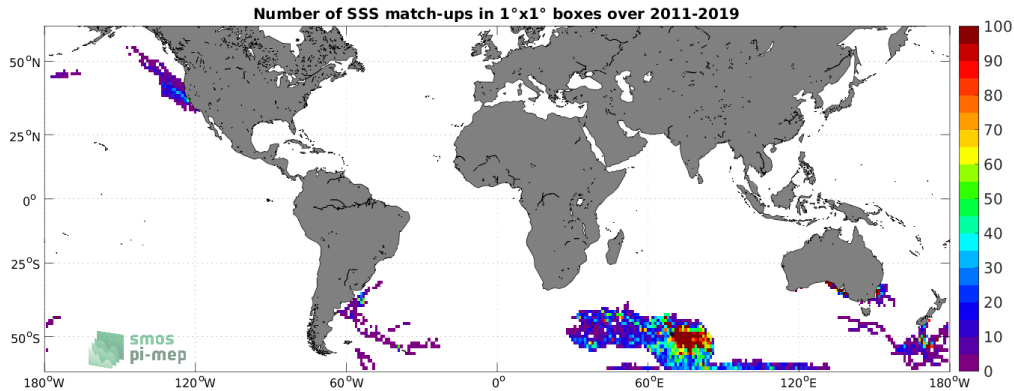 Number of SSS match-ups in 1°x1° boxes over 2011-2019
50°N
25°N
0°
25°S
50°S
180°W
120°W
60°W
0°
60°E
120°E
180°W
100
90
80
70
60
50
40
30
20
10
0
smos
pi-mep